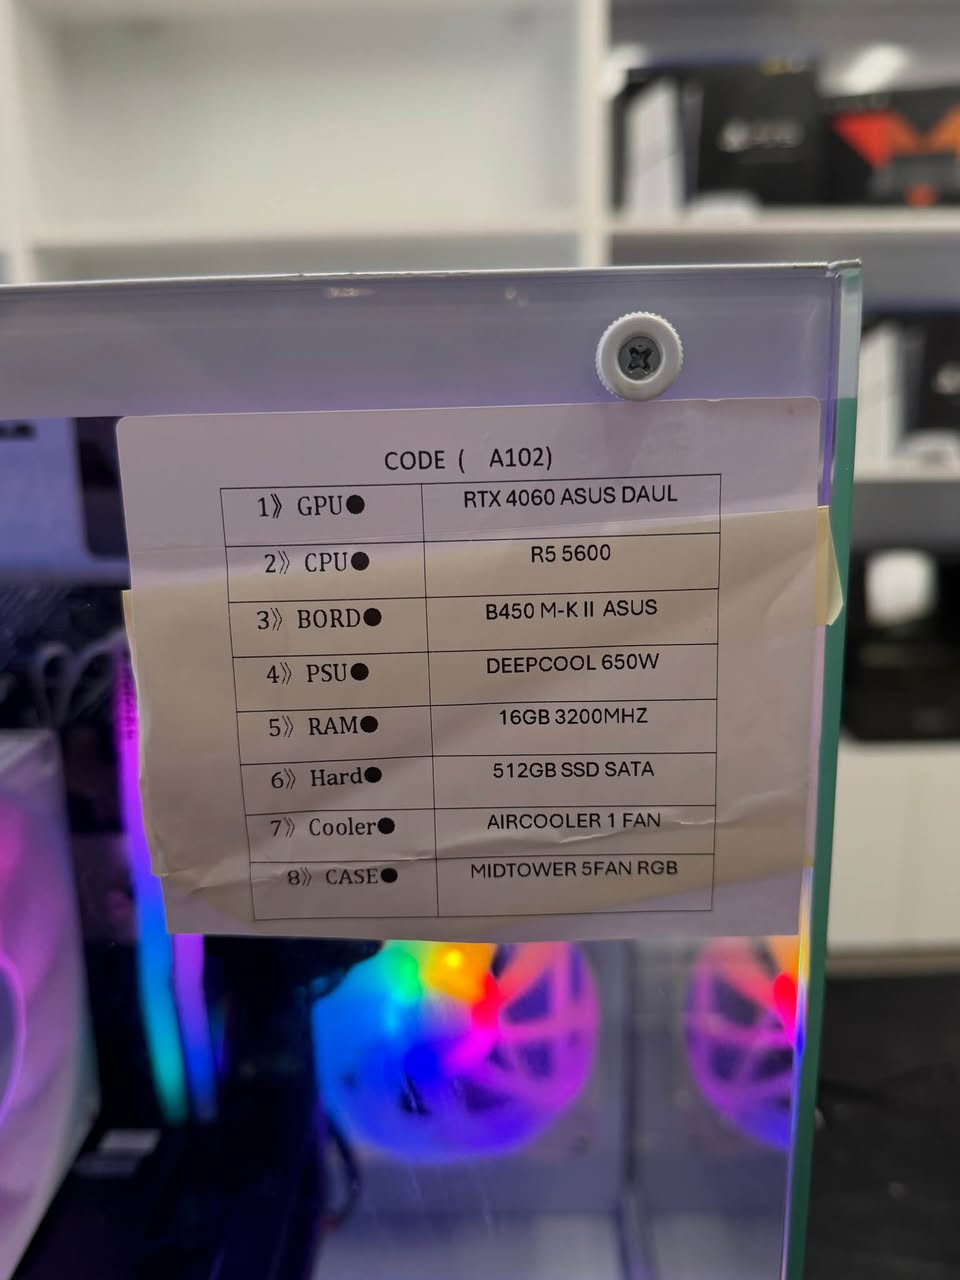 CODE ( A102)
1》 GPU● RTX 4060 ASUS DAUL
2》 CPU● R5 5600
3》 BORD● B450 M-K II ASUS
4》 PSU● DEEPCOOL 650W
5》 RAM● 16GB 3200MHZ
6》 Hard● 512GB SSD SATA
7》 Cooler● AIRCOOLER 1 FAN
8》 CASE● MIDTOWER 5FAN RGB